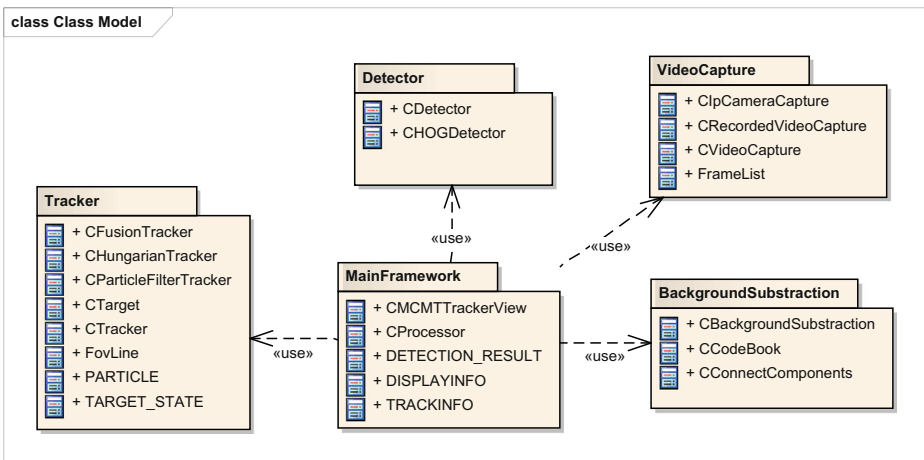 class Class Model
Detector
+ CDetector
+ CHOGDetector
VideoCapture
+ CIpCameraCapture
+ CRecordedVideoCapture
+ CVideoCapture
+ FrameList
Tracker
+ CFusionTracker
+ CHungarianTracker
+ CParticleFilterTracker
+ CTarget
+ CTracker
+ FovLine
+ PARTICLE
+ TARGET_STATE
«use»
«use»
MainFramework
+ CMCMTTrackerView
+ CProcessor
+ DETECTION_RESULT
+ DISPLAYINFO
+ TRACKINFO
«use»
«use»
BackgroundSubstraction
+ CBackgroundSubstraction
+ CCodeBook
+ CConnectComponents